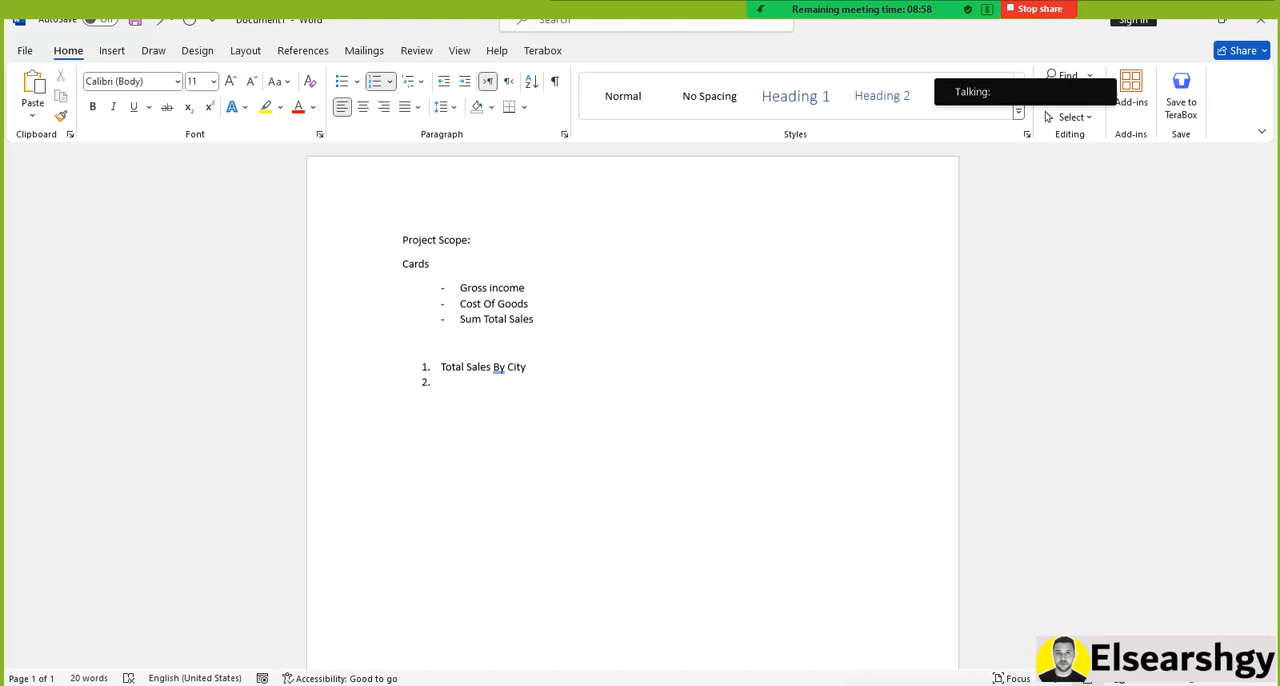 Remaining meeting time: 08:58
Stop share
Document1 - Word
Search
Sign in
File Home Insert Draw Design Layout References Mailings Review View Help Terabox
Share
Calibri (Body) 11
Paste
Normal
No Spacing
Heading 1
Heading 2
Find
Talking:
Select
Add-ins
Save to
TeraBox
Clipboard
Font
Paragraph
Styles
Editing
Add-ins
Save
Project Scope:
Cards
- Gross income
- Cost Of Goods
- Sum Total Sales
1. Total Sales By City
2.
Elsearshgy
Page 1 of 1
20 words
English (United States)
Accessibility: Good to go
Focus